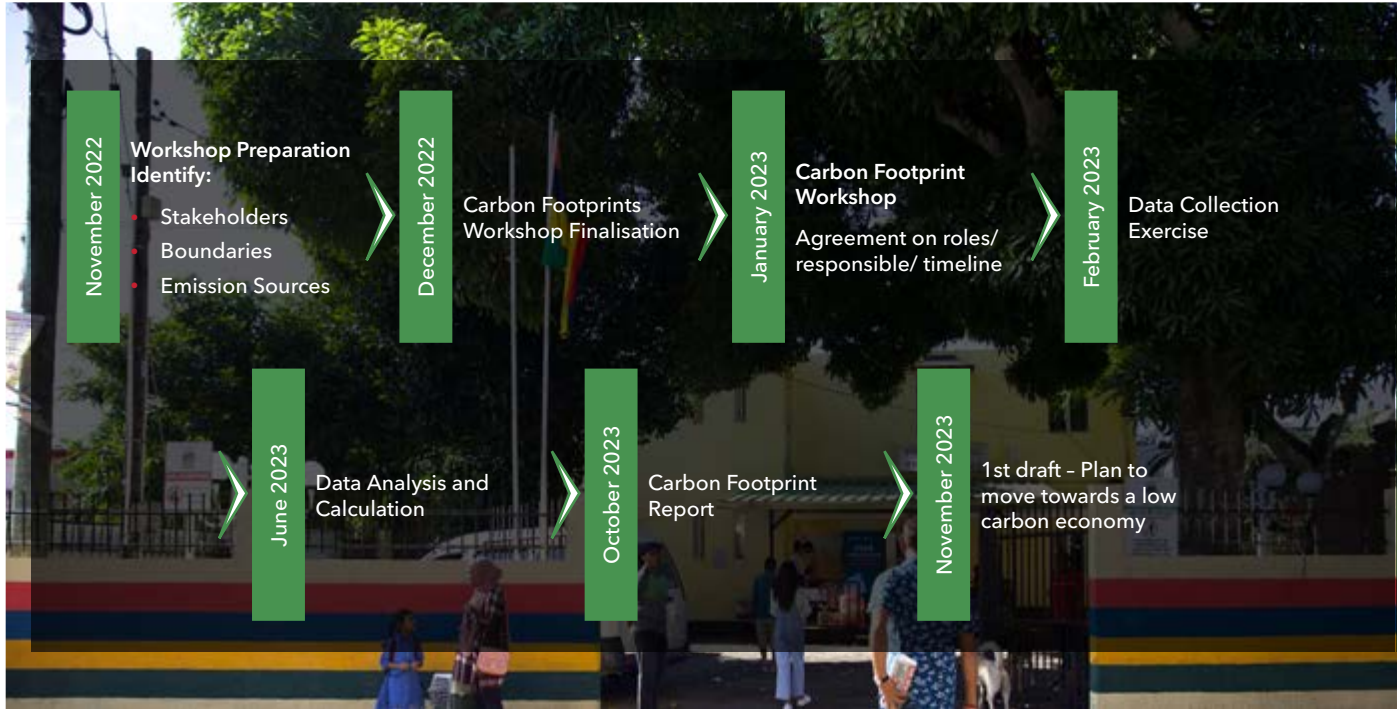 November 2022
Workshop Preparation
Identify:
• Stakeholders
• Boundaries
• Emission Sources
December 2022
Carbon Footprints
Workshop Finalisation
January 2023
Carbon Footprint
Workshop
Agreement on roles/
responsible/ timeline
February 2023
Data Collection
Exercise
June 2023
Data Analysis and
Calculation
October 2023
Carbon Footprint
Report
November 2023
1st draft – Plan to
move towards a low
carbon economy